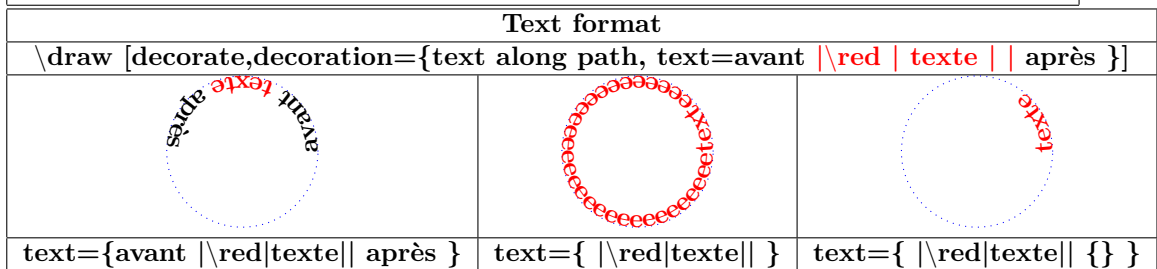 Text format
\draw [decorate,decoration={text along path, text=avant |\red | texte | | après }]
avant texte après
texteeeeeeeeeeeeeeeeeeeeeeeeeeeeeeeee
texte
text={avant |\red|texte|| après }
text={ |\red|texte|| }
text={ |\red|texte|| {} }